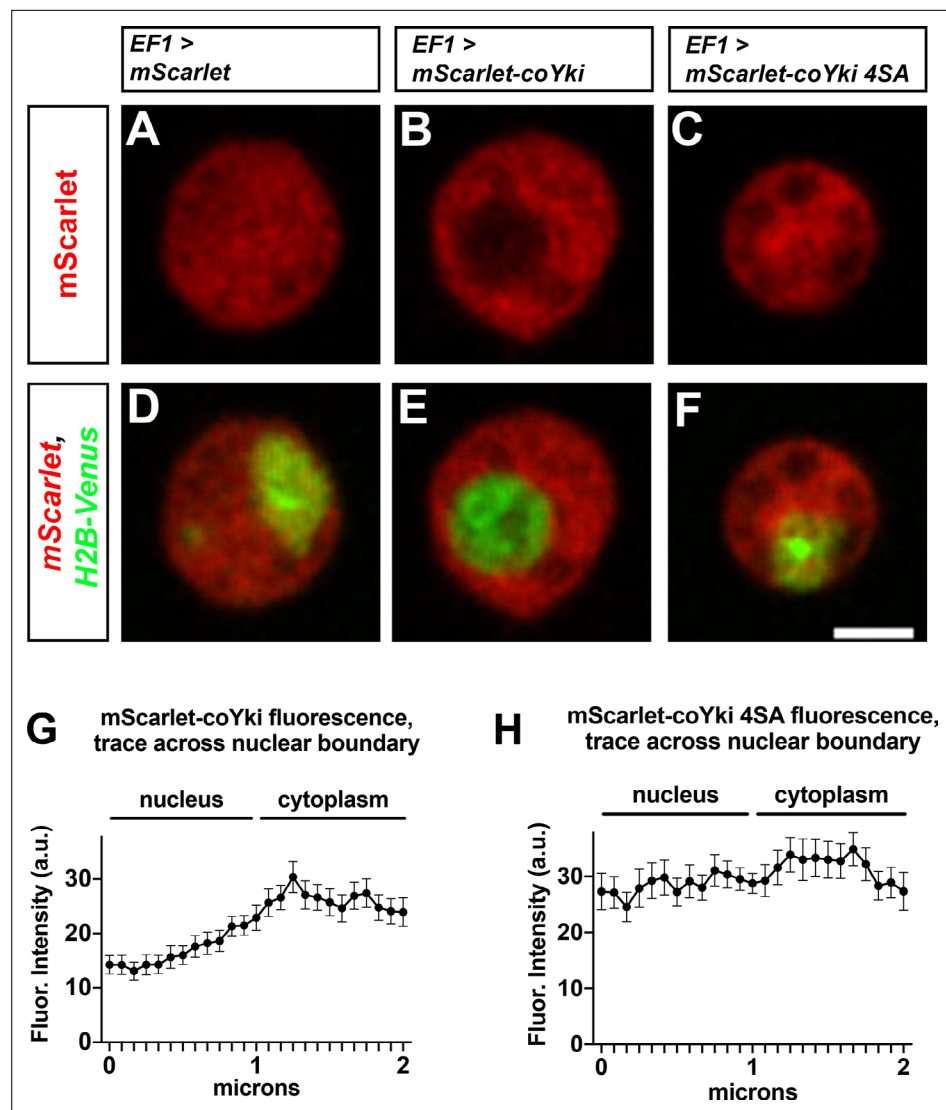 EF1 >
mScarlet
EF1 >
mScarlet-coYki
EF1 >
mScarlet-coYki 4SA
mScarlet
A
B
C
mScarlet,
H2B-Venus
D
E
F
G
mScarlet-coYki fluorescence,
trace across nuclear boundary
nucleus
cytoplasm
Fluor. Intensity (a.u.)
30
20
10
0
0
1
2
microns
H
mScarlet-coYki 4SA fluorescence,
trace across nuclear boundary
nucleus
cytoplasm
Fluor. Intensity (a.u.)
30
20
10
0
0
1
2
microns